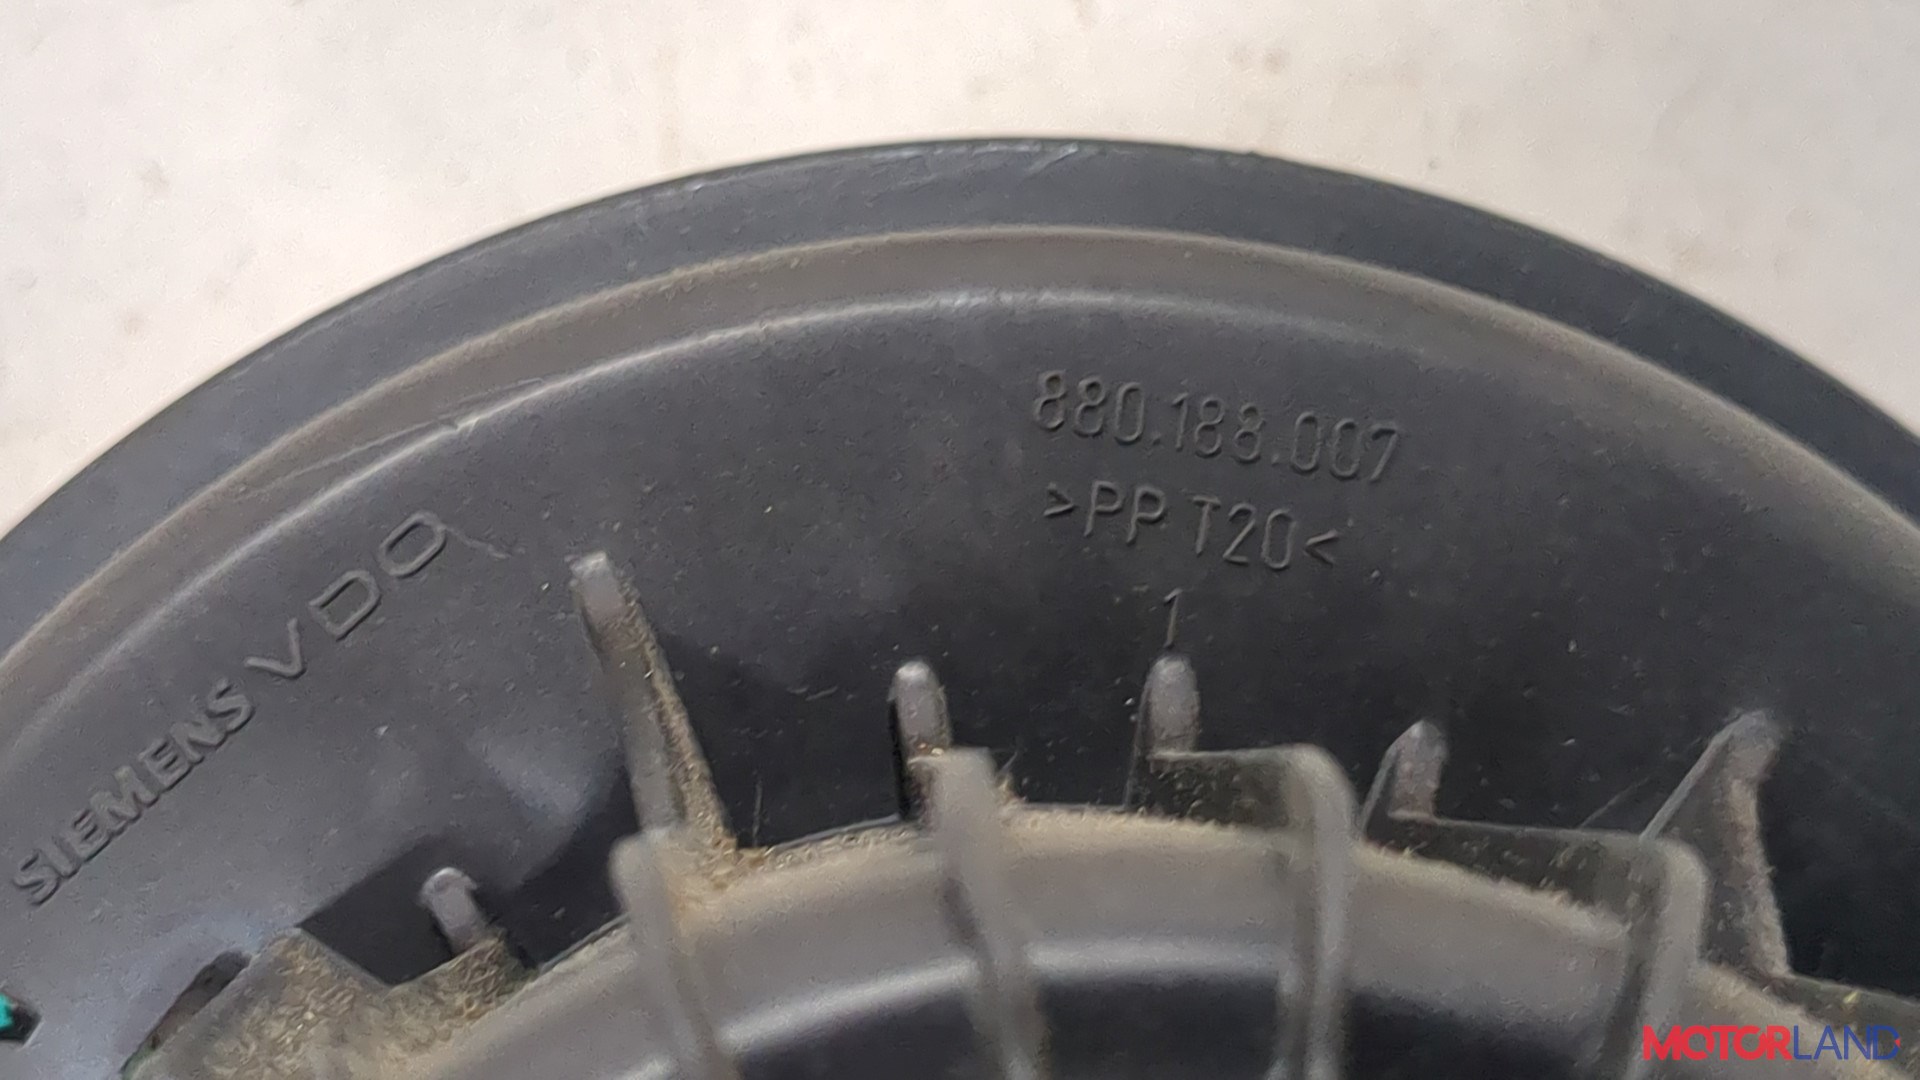 880.188.007
>PP T20<
1
SIEMENS VDO
MOTORLAND